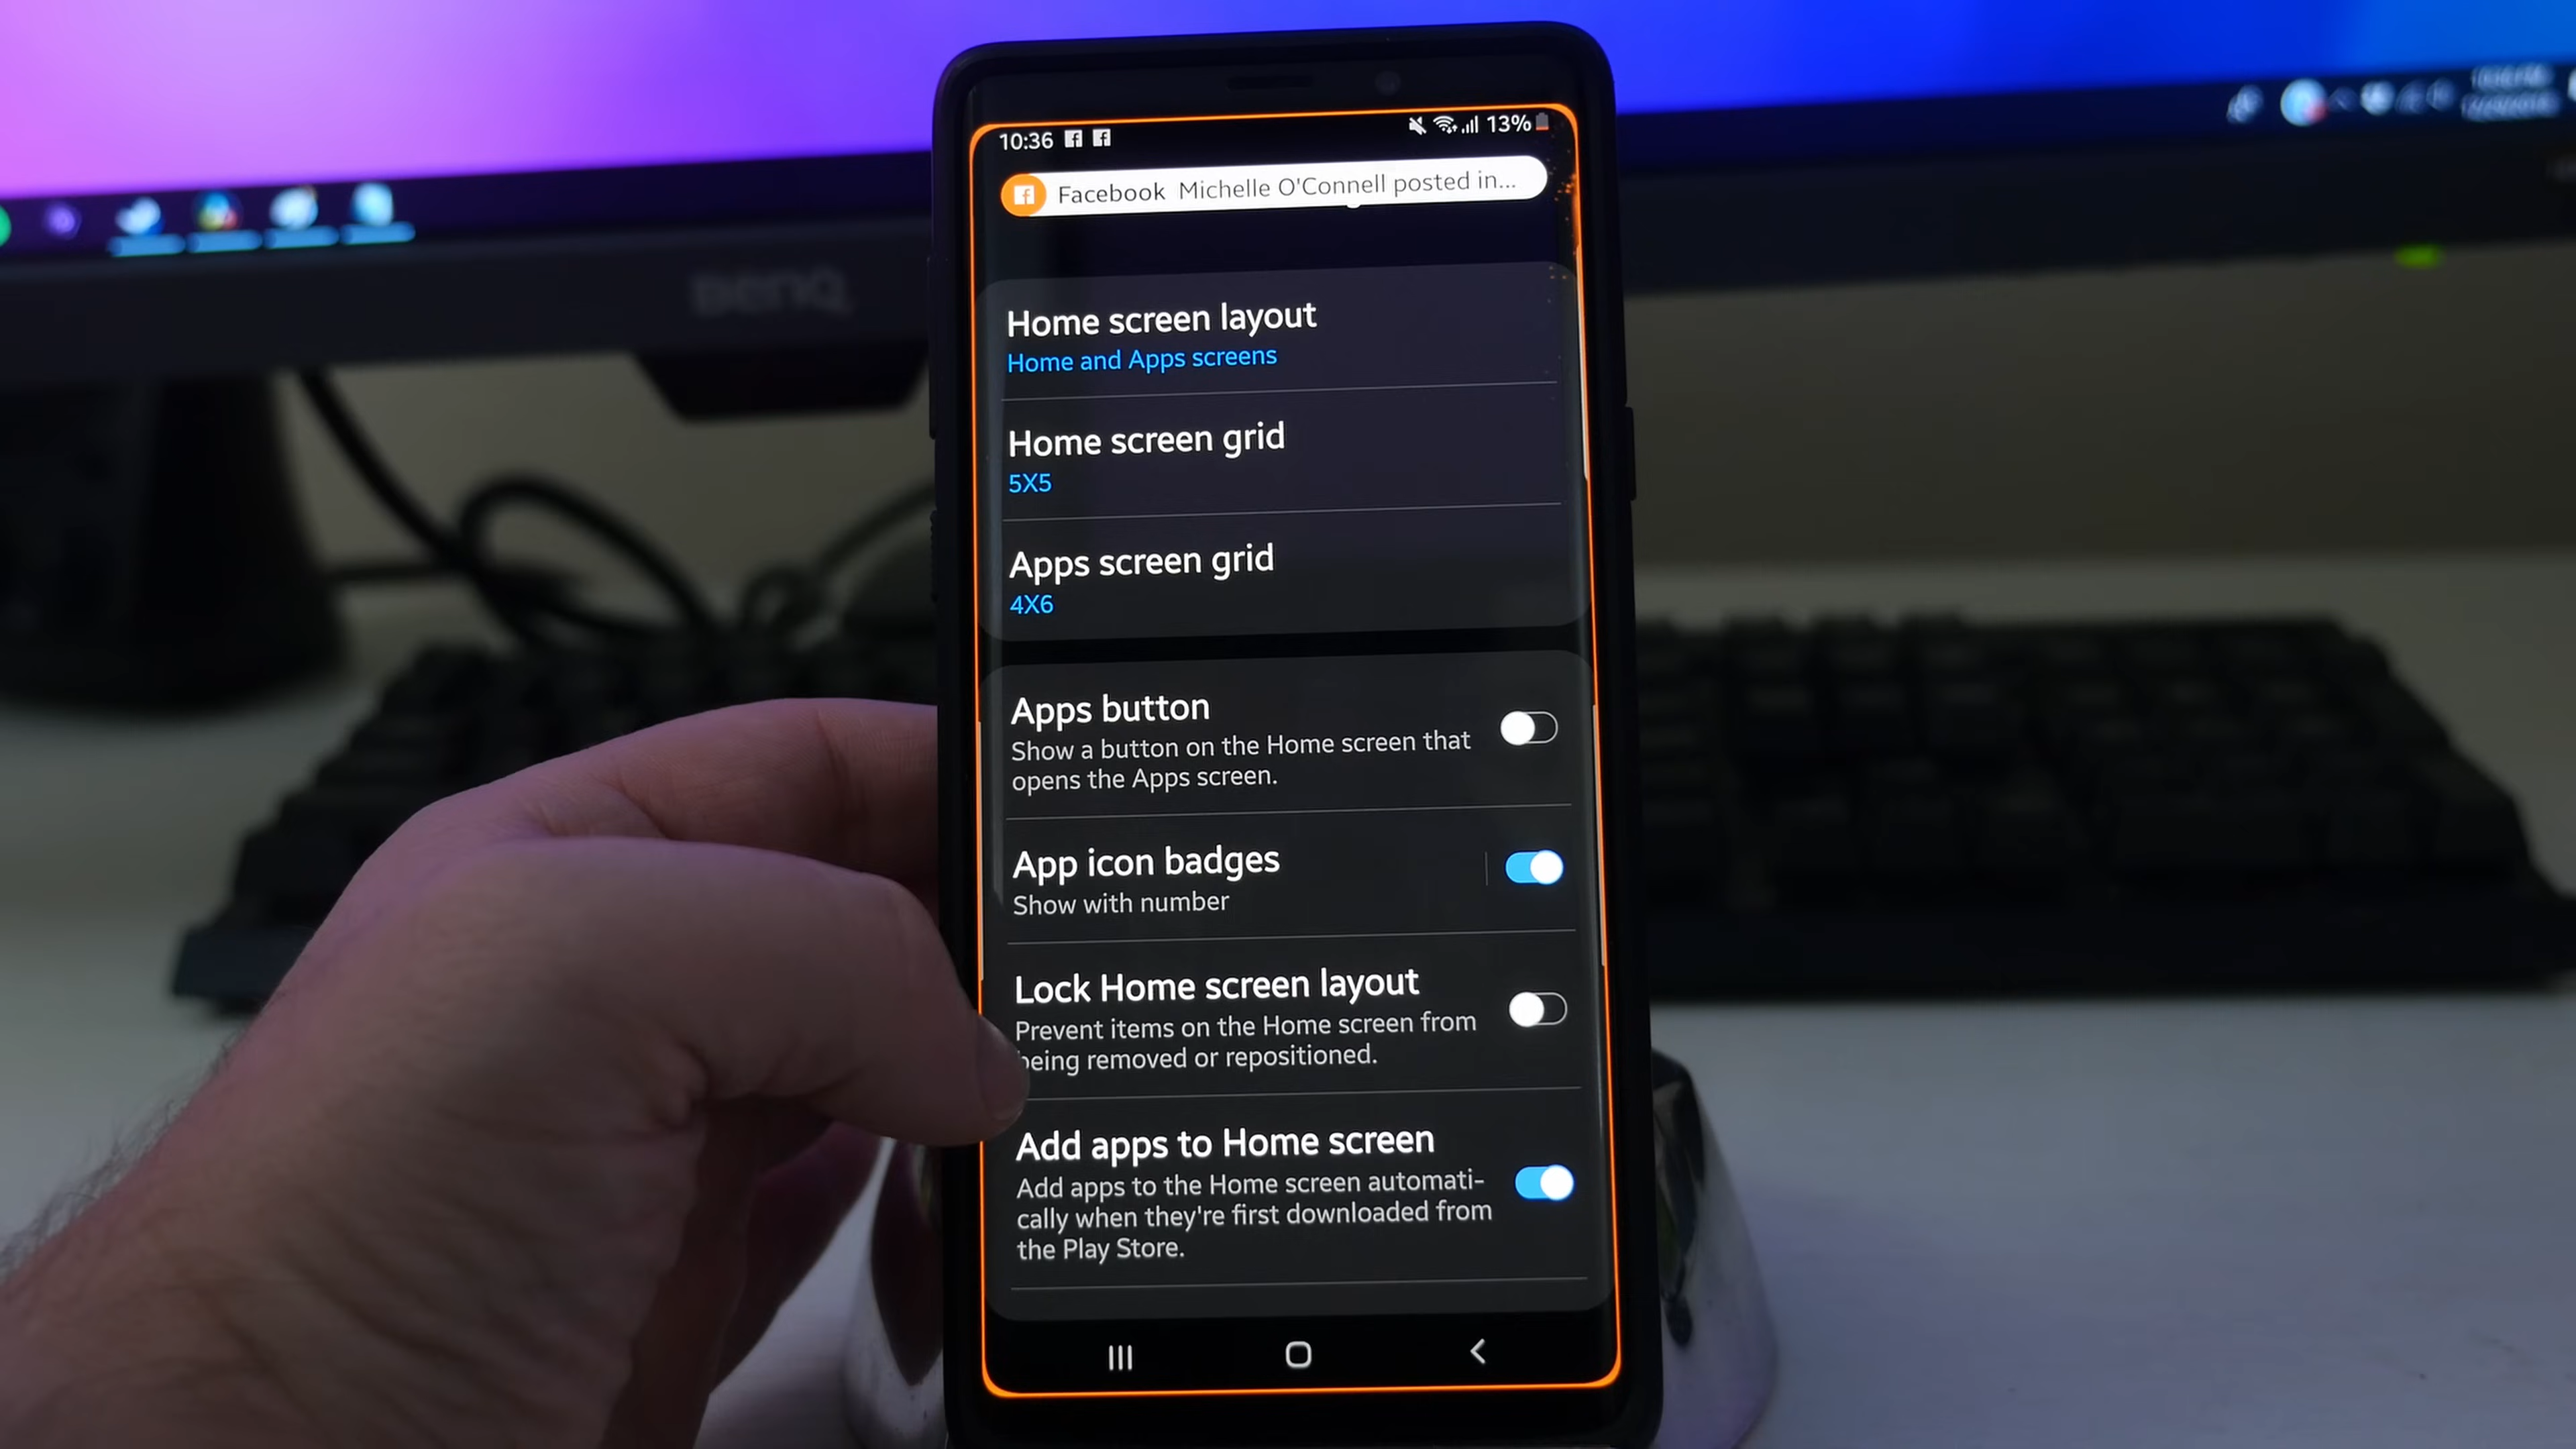 10:36
13%
Facebook Michelle O'Connell posted in...
Home screen layout
Home and Apps screens
Home screen grid
5X5
Apps screen grid
4X6
Apps button
Show a button on the Home screen that
opens the Apps screen.
App icon badges
Show with number
Lock Home screen layout
Prevent items on the Home screen from
being removed or repositioned.
Add apps to Home screen
Add apps to the Home screen automati-
cally when they're first downloaded from
the Play Store.
BenQ